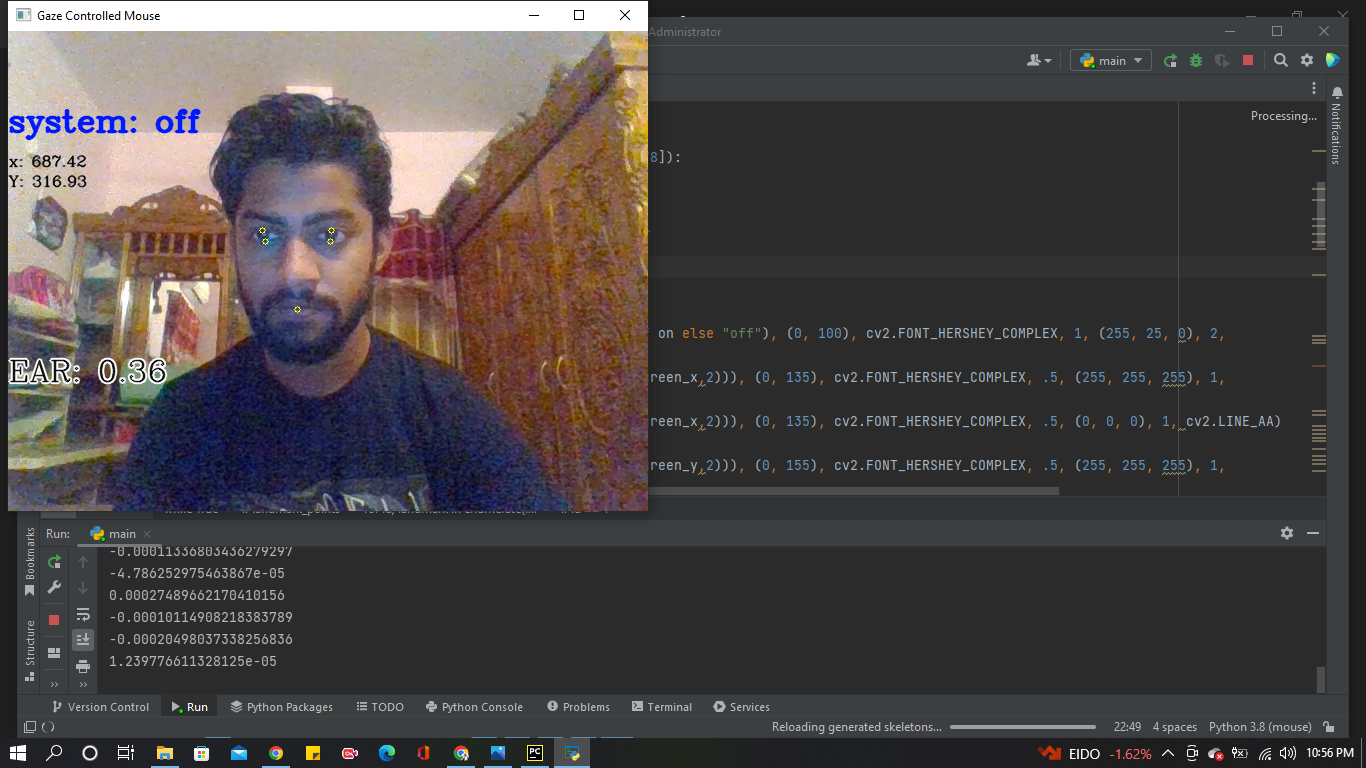 Gaze Controlled Mouse
Administrator
main
Processing...
Notifications
system: off
x: 687.42
Y: 316.93
EAR: 0.36
8]):
on else "off"), (0, 100), cv2.FONT_HERSHEY_COMPLEX, 1, (255, 25, 0), 2,
reen_x,2))), (0, 135), cv2.FONT_HERSHEY_COMPLEX, .5, (255, 255, 255), 1,
reen_x,2))), (0, 135), cv2.FONT_HERSHEY_COMPLEX, .5, (0, 0, 0), 1, cv2.LINE_AA)
reen_y,2))), (0, 155), cv2.FONT_HERSHEY_COMPLEX, .5, (255, 255, 255), 1,
Bookmarks
Structure
Run: main
-0.00011336803436279297
-4.786252975463867e-05
0.00027489662170410156
-0.00010114908218383789
-0.00020498037338256836
1.239776611328125e-05
Version Control Run Python Packages TODO Python Console Problems Terminal Services
Reloading generated skeletons... 22:49 4 spaces Python 3.8 (mouse)
EIDO -1.62% 10:56 PM